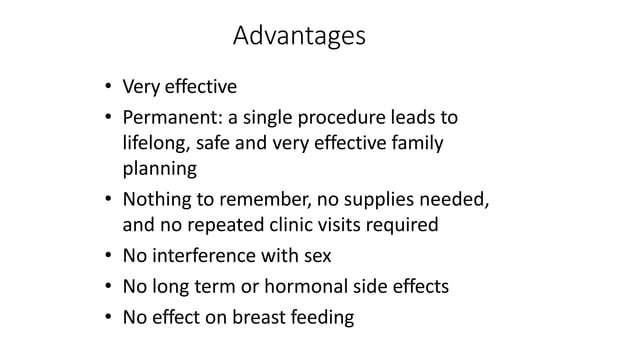 Advantages
• Very effective
• Permanent: a single procedure leads to
lifelong, safe and very effective family
planning
• Nothing to remember, no supplies needed,
and no repeated clinic visits required
• No interference with sex
• No long term or hormonal side effects
• No effect on breast feeding